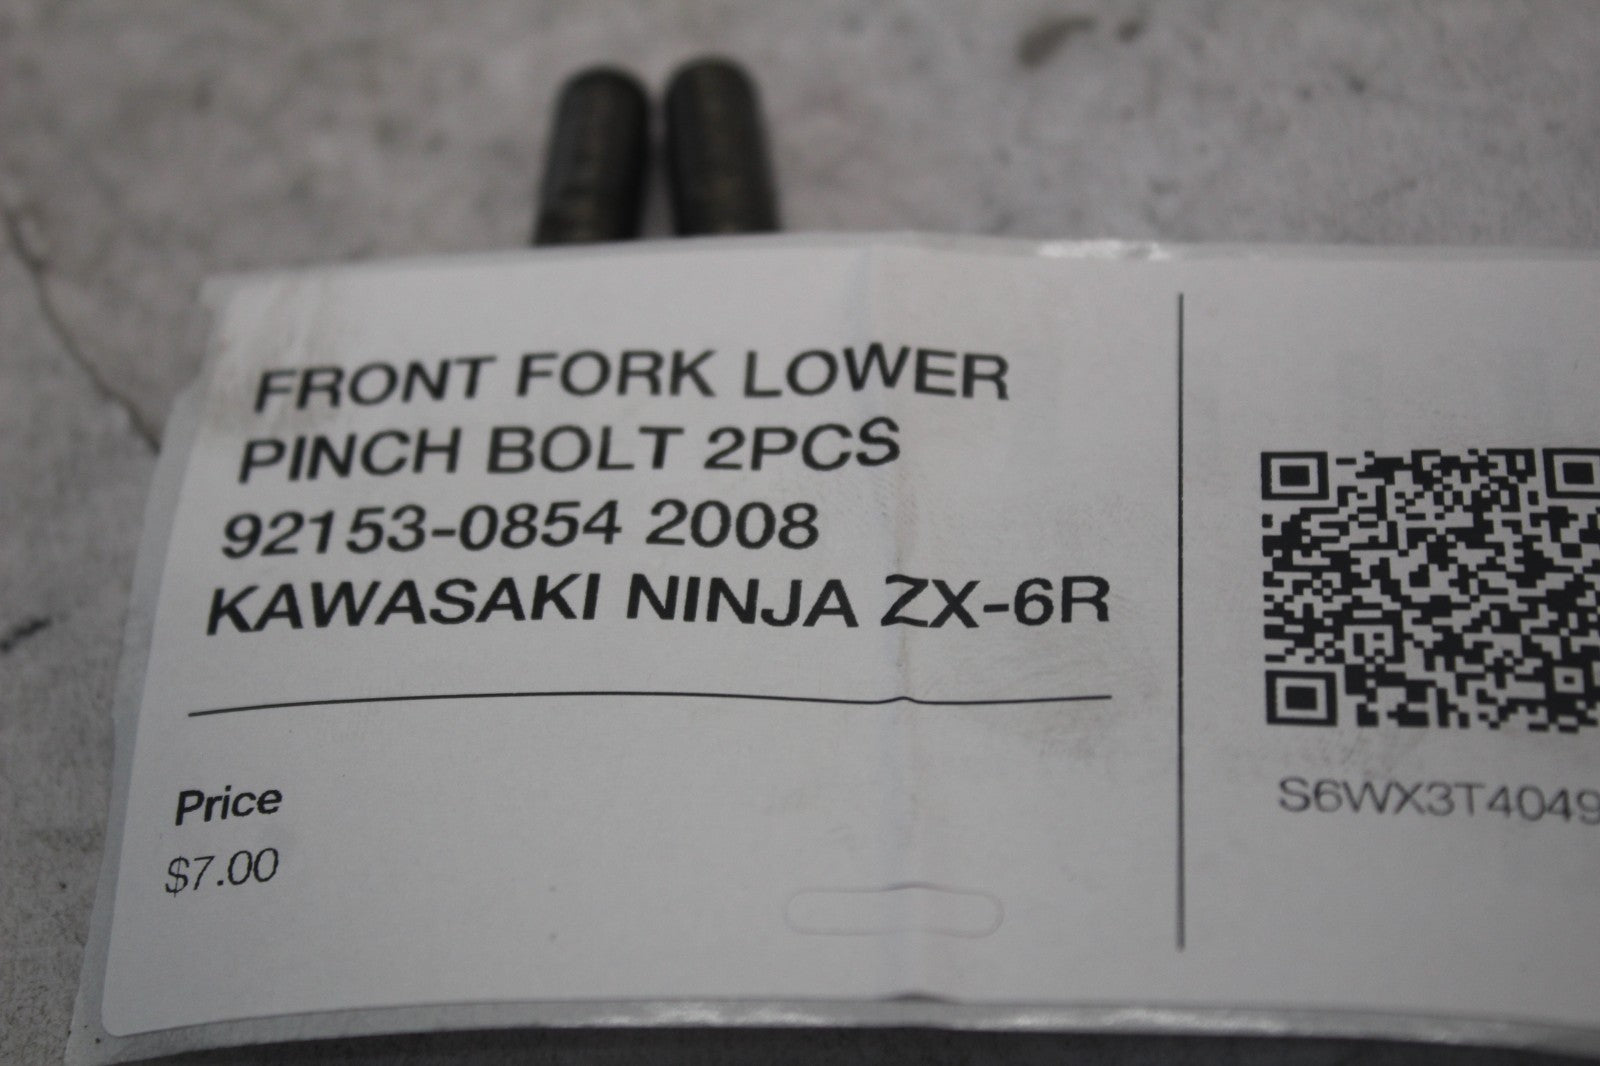 FRONT FORK LOWER
PINCH BOLT 2PCS
92153-0854 2008
KAWASAKI NINJA ZX-6R
Price
$7.00
S6WX3T4049